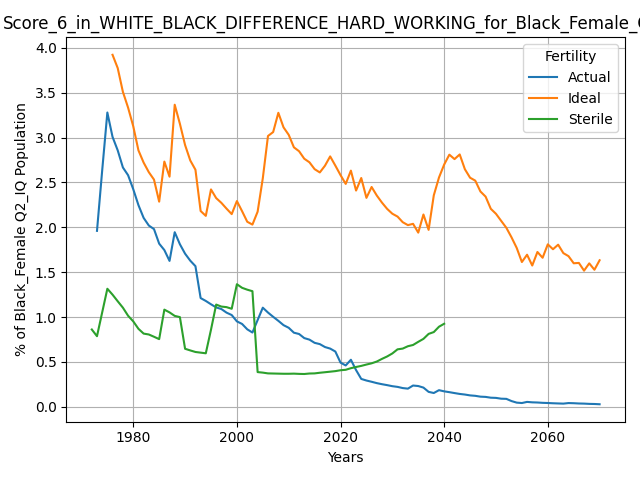 Score_6_in_WHITE_BLACK_DIFFERENCE_HARD_WORKING_for_Black_Female_
4.0
3.5
3.0
2.5
2.0
1.5
1.0
0.5
0.0
% of Black_Female Q2_IQ Population
Fertility
Actual
Ideal
Sterile
1980
2000
2020
2040
2060
Years